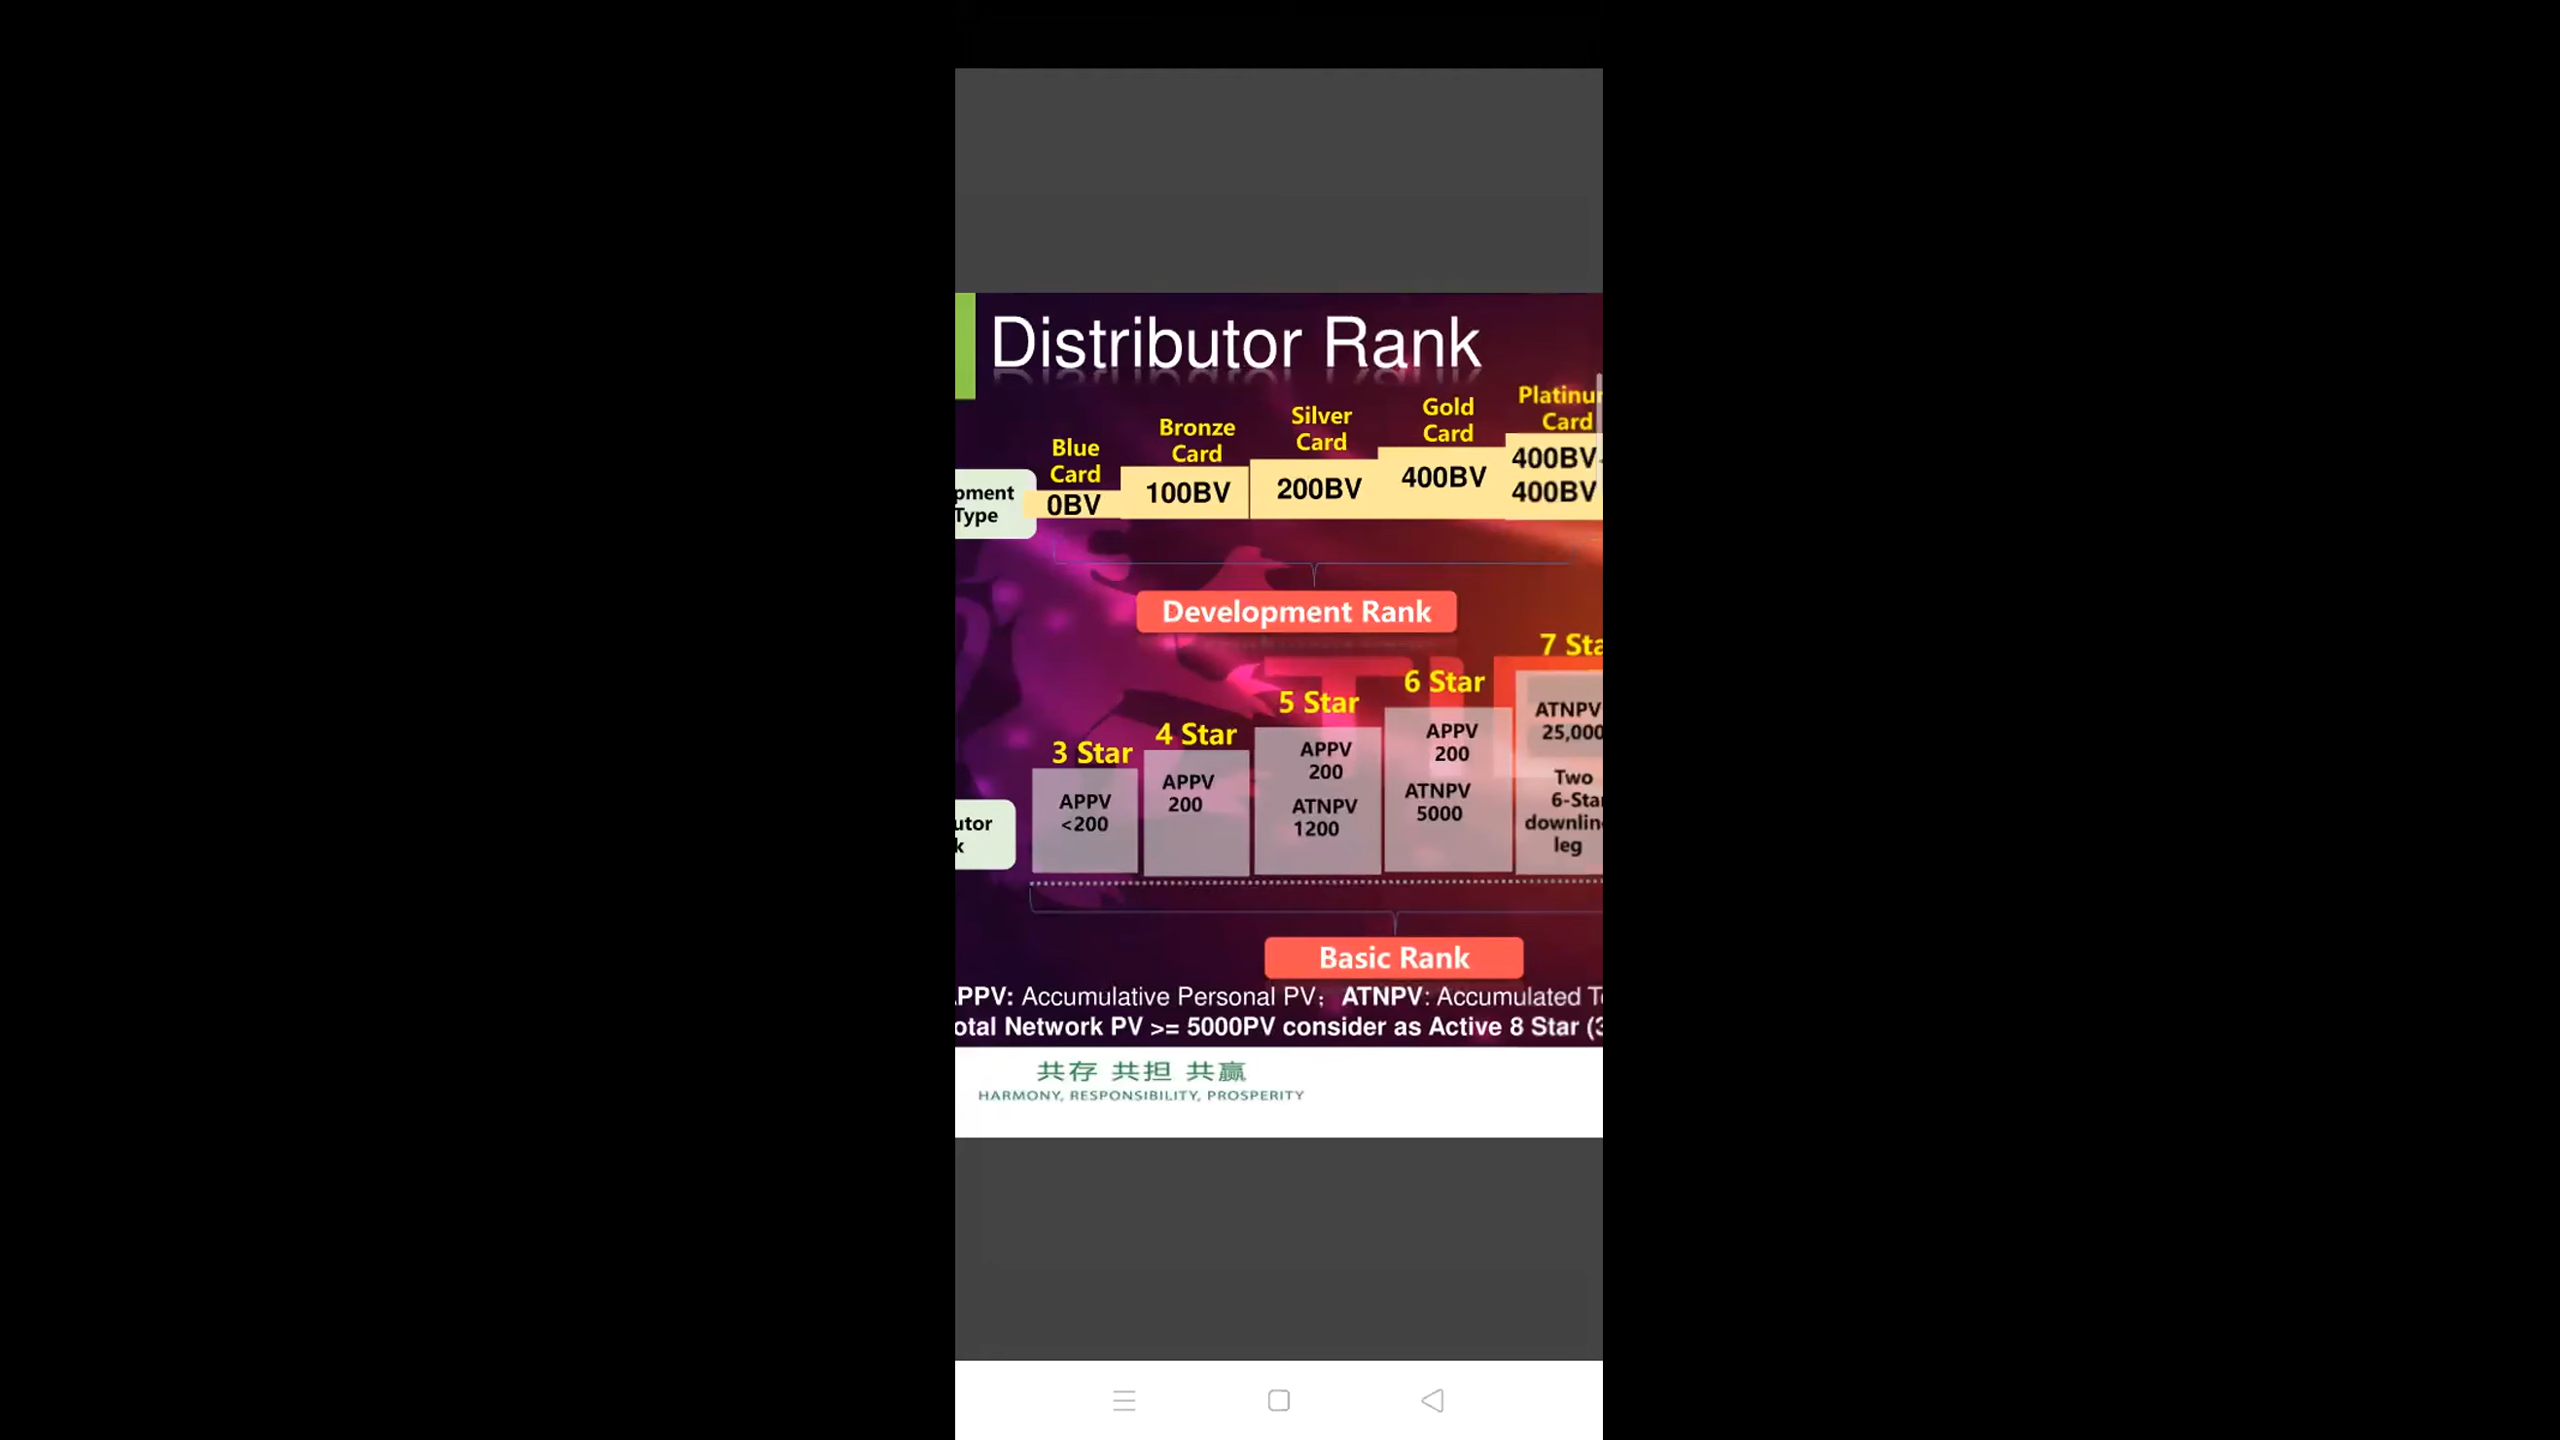 Distributor Rank
Blue
Card
Bronze
Card
Silver
Card
Gold
Card
Card
0BV
100BV
200BV
400BV
400BV
400BV
Type
Development Rank
3 Star
4 Star
5 Star
6 Star
7
APPV
<200
APPV
200
APPV
200
ATNPV
1200
APPV
200
ATNPV
5000
ATNPV
25,000
Two
leg
Basic Rank
Accumulative Personal PV; ATNPV: Accumulated
Network PV >= 5000PV consider as Active 8 Star
共存 共担 共赢
HARMONY, RESPONSIBILITY, PROSPERITY